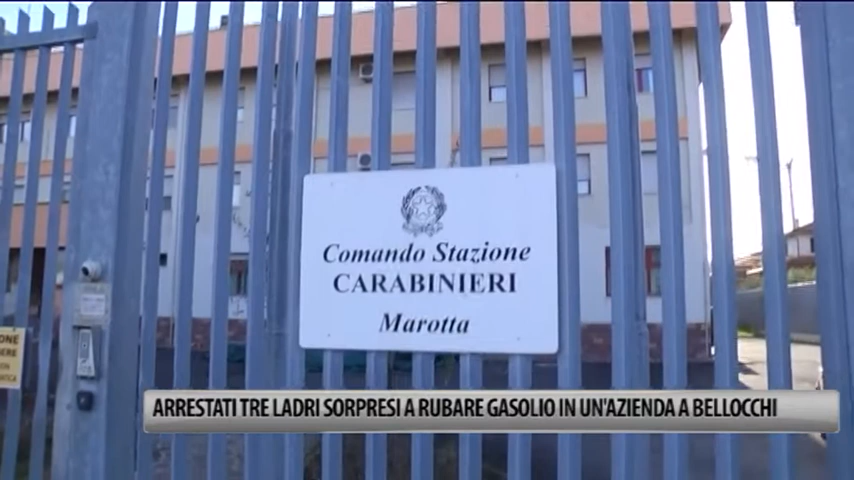 Comando Stazione
CARABINIERI
Marotta
ARRESTATI TRE LADRI SORPRESI A RUBARE GASOLIO IN UN'AZIENDA A BELLOCCHI